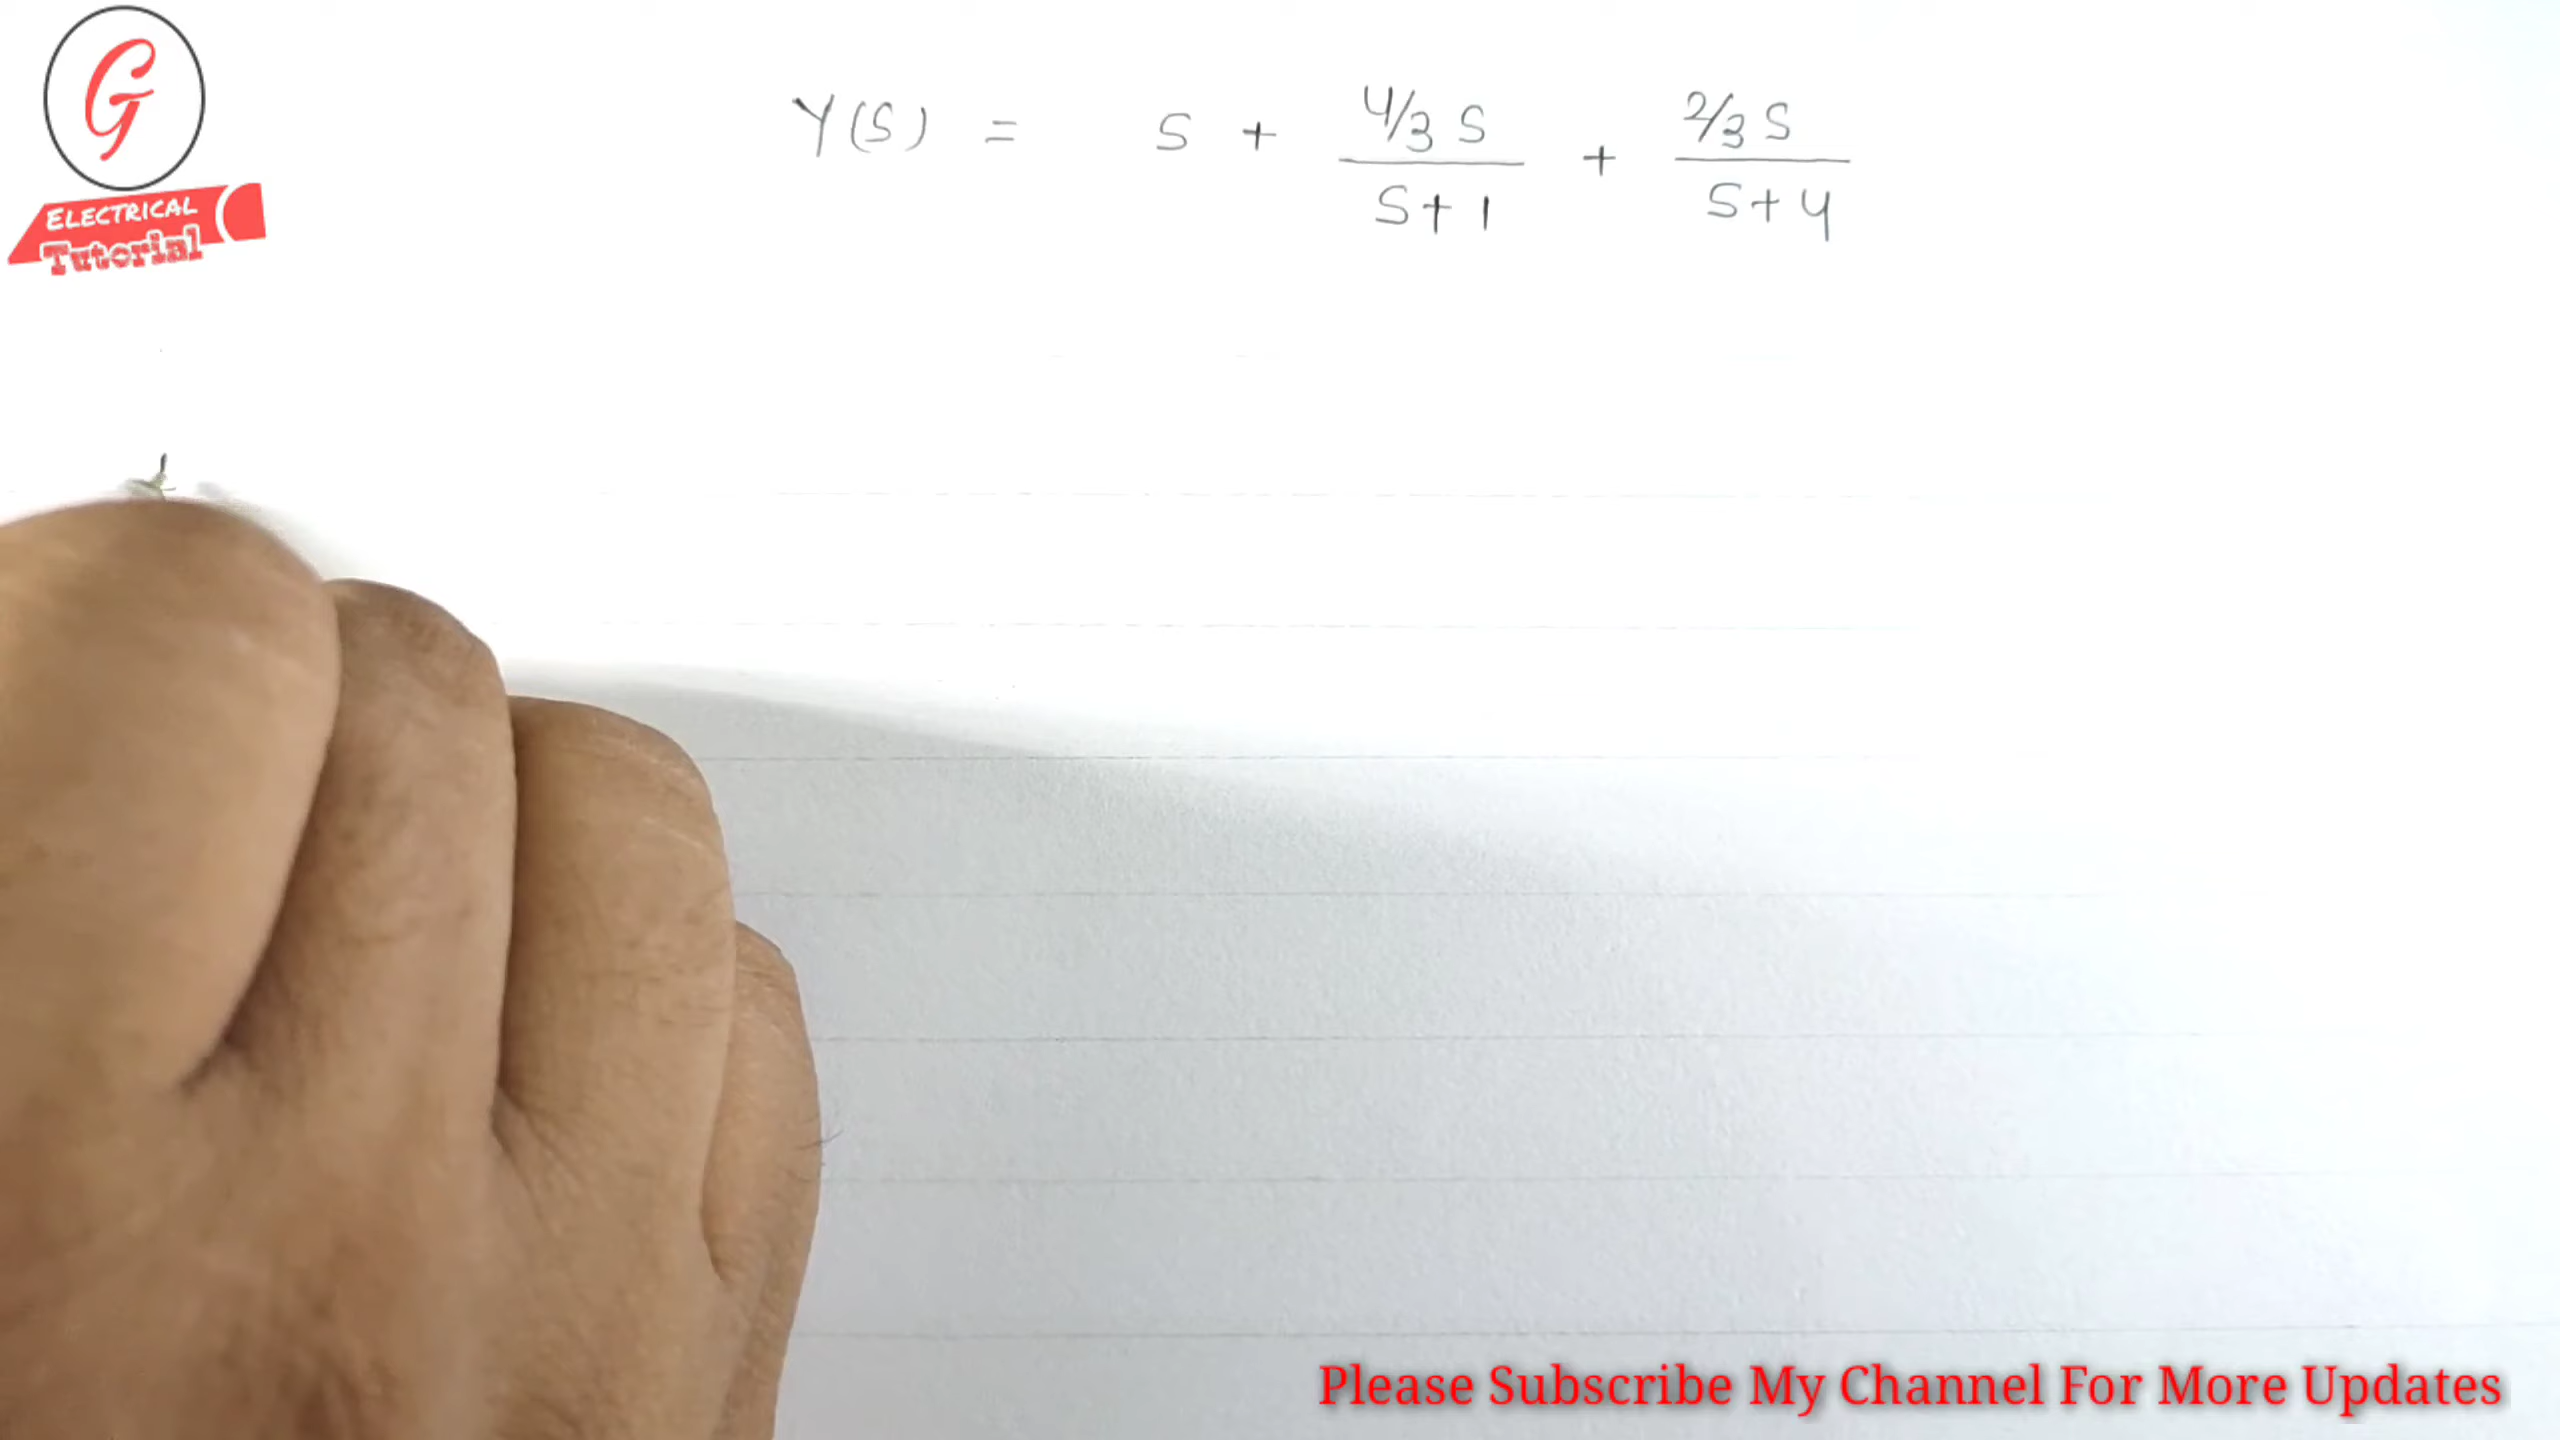 G
ELECTRICAL
Tutorial
Y(S) = S + 4/3 S / S+1 + 2/3 S / S+4
Please Subscribe My Channel For More Updates